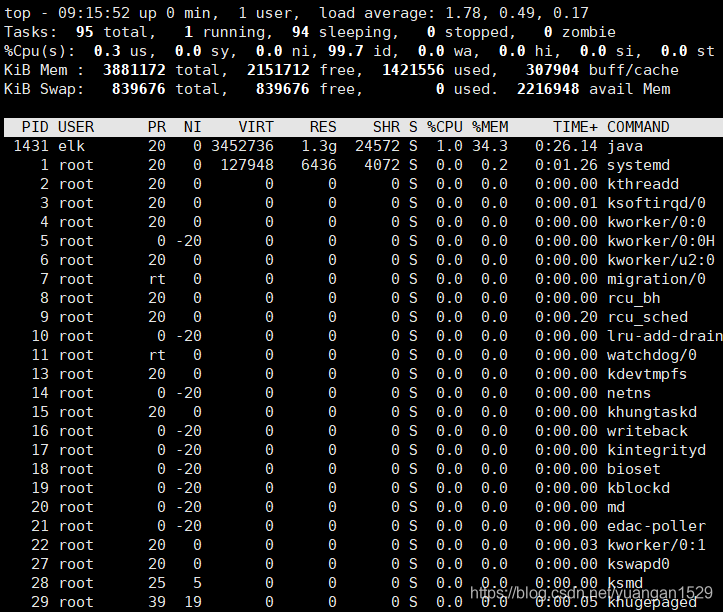 top - 09:15:52 up 0 min,  1 user,  load average: 1.78, 0.49, 0.17
Tasks:  95 total,   1 running,  94 sleeping,   0 stopped,   0 zombie
%Cpu(s):  0.3 us,  0.0 sy,  0.0 ni, 99.7 id,  0.0 wa,  0.0 hi,  0.0 si,  0.0 st
KiB Mem :  3881172 total,  2151712 free,  1421556 used,   307904 buff/cache
KiB Swap:   839676 total,   839676 free,        0 used.  2216948 avail Mem
PID USER PR NI VIRT RES SHR S %CPU %MEM TIME+ COMMAND
1431 elk 20 0 3452736 1.3g 24572 S 1.0 34.3 0:26.14 java
1 root 20 0 127948 6436 4072 S 0.0 0.2 0:01.26 systemd
2 root 20 0 0 0 0 S 0.0 0.0 0:00.00 kthreadd
3 root 20 0 0 0 0 S 0.0 0.0 0:00.01 ksoftirqd/0
4 root 20 0 0 0 0 S 0.0 0.0 0:00.00 kworker/0:0
5 root 0 -20 0 0 0 S 0.0 0.0 0:00.00 kworker/0:0H
6 root 20 0 0 0 0 S 0.0 0.0 0:00.00 kworker/u2:0
7 root rt 0 0 0 0 S 0.0 0.0 0:00.00 migration/0
8 root 20 0 0 0 0 S 0.0 0.0 0:00.00 rcu_bh
9 root 20 0 0 0 0 S 0.0 0.0 0:00.20 rcu_sched
10 root 0 -20 0 0 0 S 0.0 0.0 0:00.00 lru-add-drain
11 root rt 0 0 0 0 S 0.0 0.0 0:00.00 watchdog/0
13 root 20 0 0 0 0 S 0.0 0.0 0:00.00 kdevtmpfs
14 root 0 -20 0 0 0 S 0.0 0.0 0:00.00 netns
15 root 20 0 0 0 0 S 0.0 0.0 0:00.00 khungtaskd
16 root 0 -20 0 0 0 S 0.0 0.0 0:00.00 writeback
17 root 0 -20 0 0 0 S 0.0 0.0 0:00.00 kintegrityd
18 root 0 -20 0 0 0 S 0.0 0.0 0:00.00 bioset
19 root 0 -20 0 0 0 S 0.0 0.0 0:00.00 kblockd
20 root 0 -20 0 0 0 S 0.0 0.0 0:00.00 md
21 root 0 -20 0 0 0 S 0.0 0.0 0:00.00 edac-poller
22 root 20 0 0 0 0 S 0.0 0.0 0:00.03 kworker/0:1
27 root 20 0 0 0 0 S 0.0 0.0 0:00.00 kswapd0
28 root 25 5 0 0 0 S 0.0 0.0 0:00.00 ksmd
29 root 39 19 0 0 0 S 0.0 0.0 0:00.05 khugepaged
https://blog.csdn.net/yuangan1529